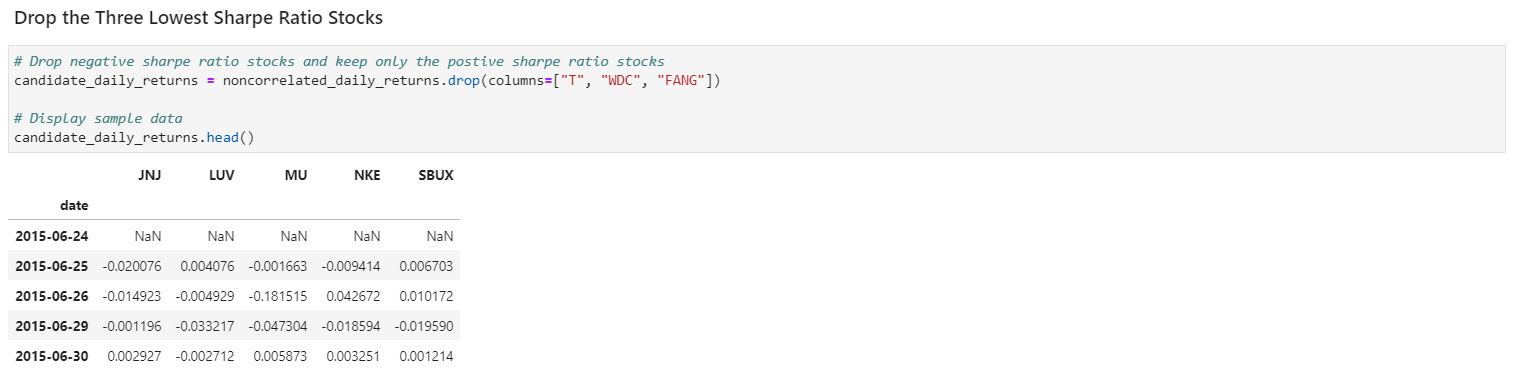 Drop the Three Lowest Sharpe Ratio Stocks
# Drop negative sharpe ratio stocks and keep only the postive sharpe ratio stocks
candidate_daily_returns = noncorrelated_daily_returns.drop(columns=["T", "WDC", "FANG"])
# Display sample data
candidate_daily_returns.head()
JNJ LUV MU NKE SBUX
date
2015-06-24 NaN NaN NaN NaN NaN
2015-06-25 -0.020076 0.004076 -0.001663 -0.009414 0.006703
2015-06-26 -0.014923 -0.004929 -0.181515 0.042672 0.010172
2015-06-29 -0.001196 -0.033217 -0.047304 -0.018594 -0.019590
2015-06-30 0.002927 -0.002712 0.005873 0.003251 0.001214